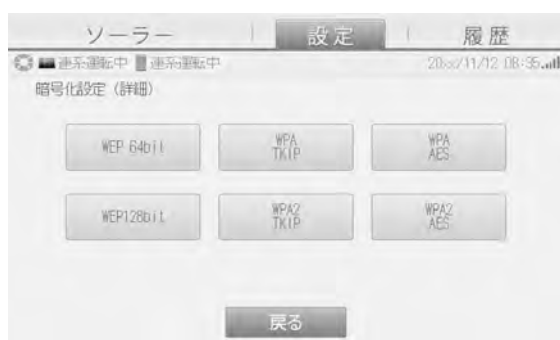 ソーラー 設定 履歴
連系運転中 連系運転中 20xx/11/12 08:35
暗号化設定（詳細）
WEP 64bit WPA TKIP WPA AES
WEP128bit WPA2 TKIP WPA2 AES
戻る